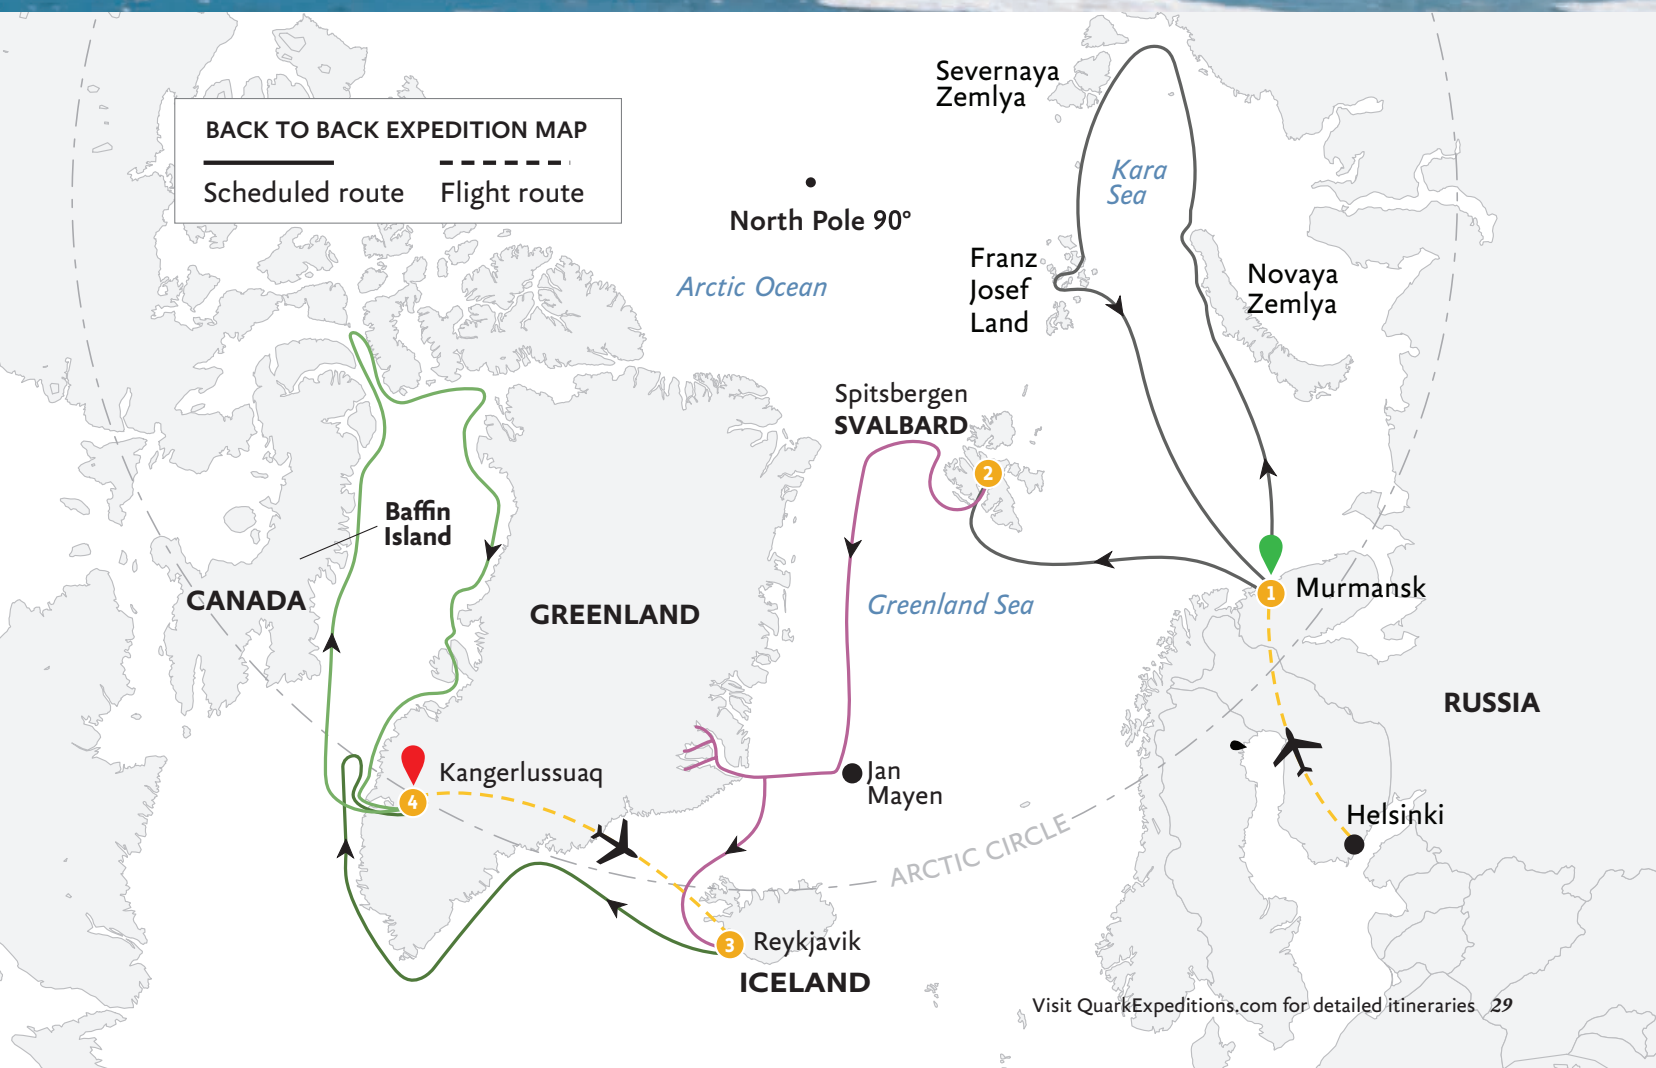 BACK TO BACK EXPEDITION MAP
Scheduled route
Flight route
Severnaya
Zemlya
Kara
Sea
North Pole 90°
Arctic Ocean
Franz
Josef
Land
Novaya
Zemlya
Spitsbergen
SVALBARD
2
Baffin
Island
CANADA
GREENLAND
Greenland Sea
1
Murmansk
RUSSIA
Kangerlussuaq
4
Jan
Mayen
Helsinki
ARCTIC CIRCLE
3
Reykjavik
ICELAND
Visit QuarkExpeditions.com for detailed itineraries 29